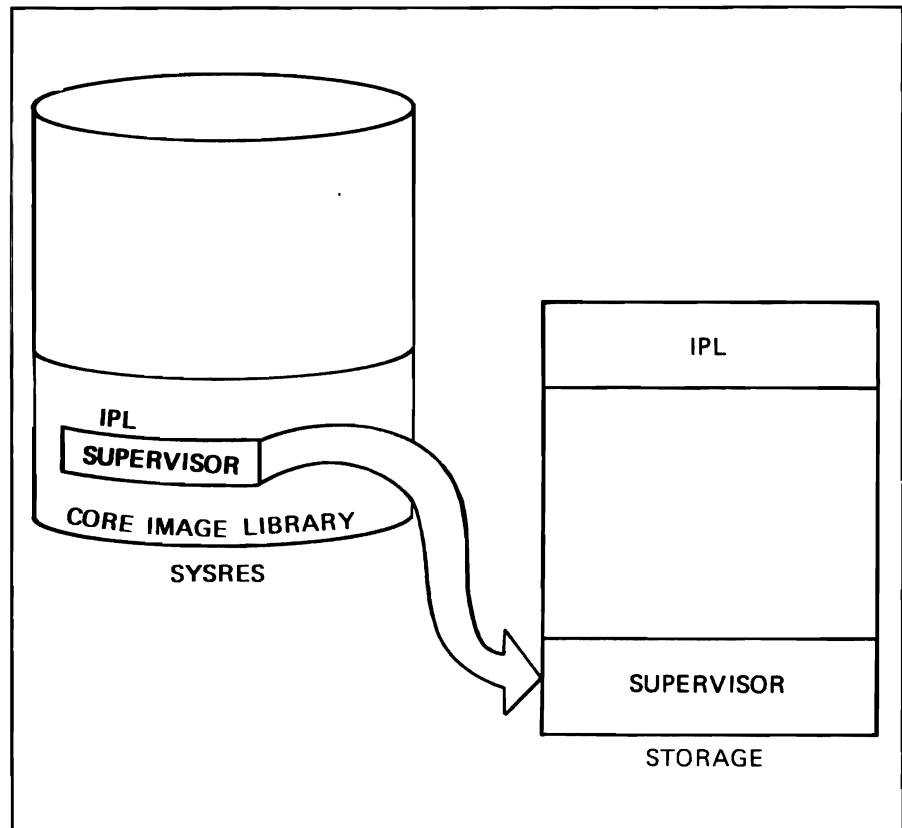 IPL
SUPERVISOR
CORE IMAGE LIBRARY
SYSRES
IPL
SUPERVISOR
STORAGE